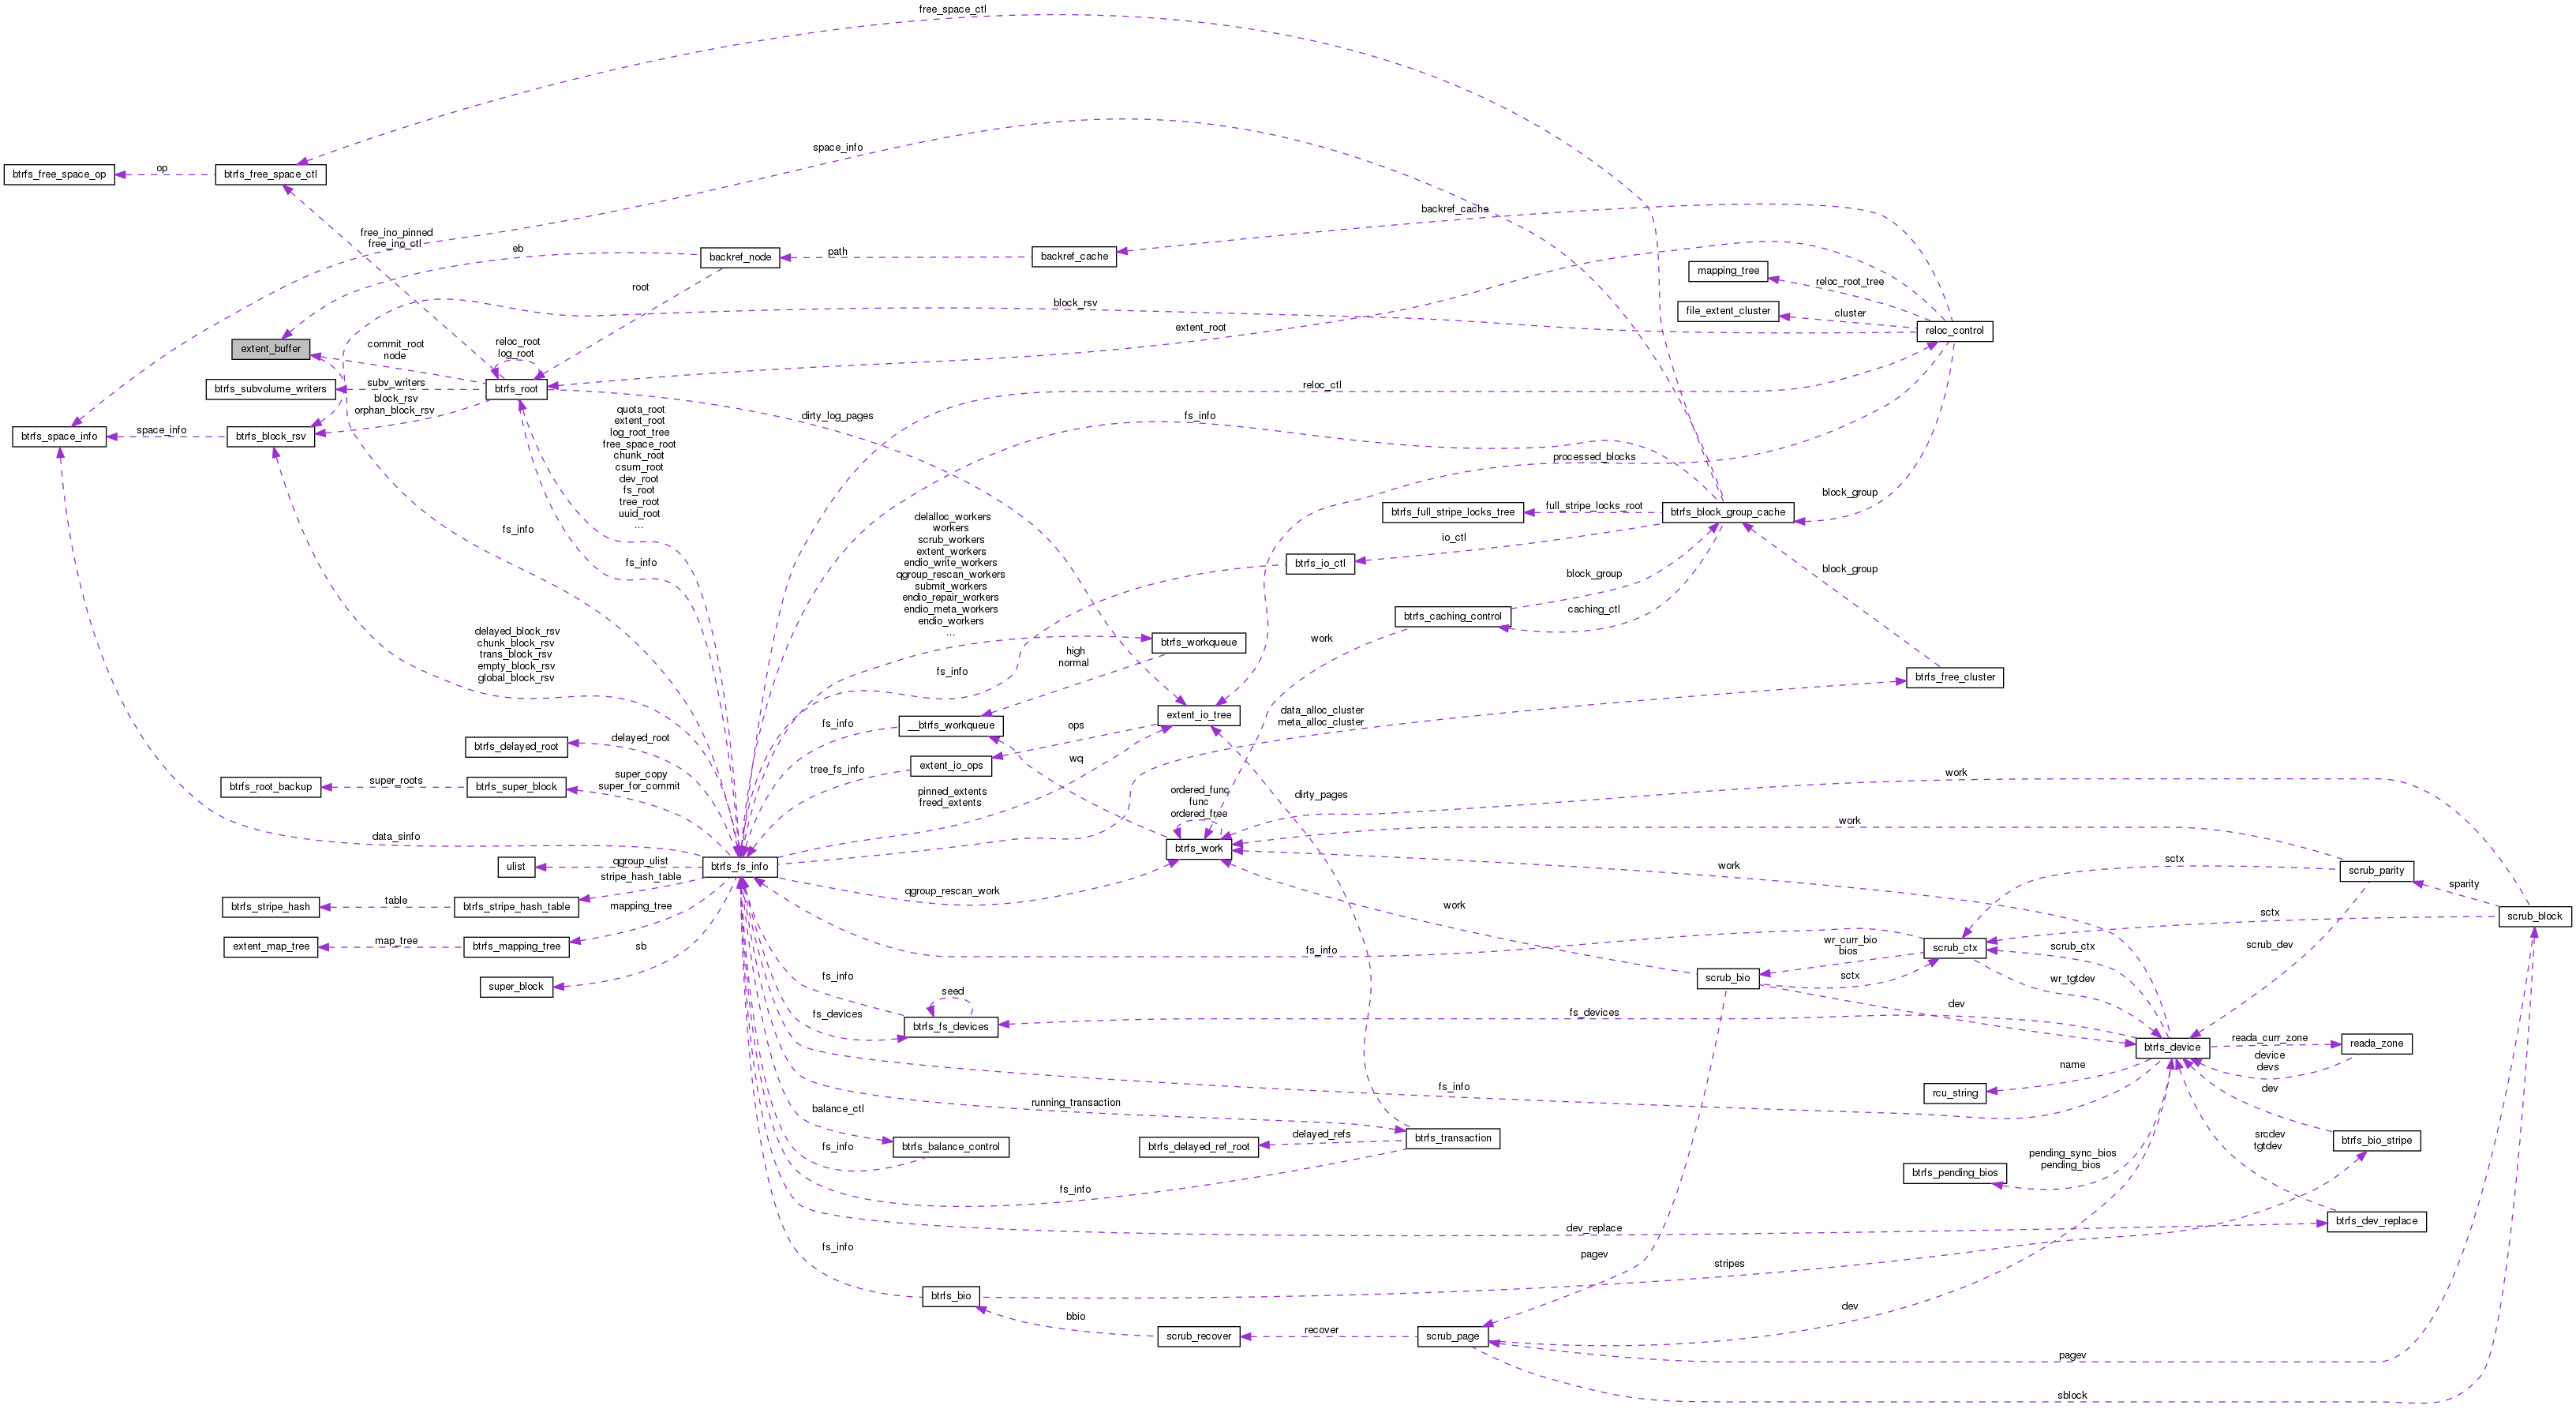 free_space_ctl
space_info
btrfs_free_space_op
op
btrfs_free_space_ctl
backref_cache
free_ino_pinned
free_ino_ctl
eb
backref_node
path
backref_cache
mapping_tree
reloc_root_tree
root
block_rsv
file_extent_cluster
cluster
extent_root
reloc_control
extent_buffer
commit_root
node
reloc_root
log_root
btrfs_subvolume_writers
subv_writers
btrfs_root
reloc_ctl
block_rsv
orphan_block_rsv
btrfs_space_info
space_info
btrfs_block_rsv
quota_root
extent_root
log_root_tree
free_space_root
chunk_root
csum_root
dev_root
fs_root
tree_root
uuid_root
...
dirty_log_pages
fs_info
processed_blocks
block_group
fs_info
fs_info
delalloc_workers
workers
scrub_workers
extent_workers
endio_write_workers
qgroup_rescan_workers
submit_workers
endio_repair_workers
endio_meta_workers
endio_workers
...
btrfs_full_stripe_locks_tree
full_stripe_locks_root
btrfs_block_group_cache
io_ctl
btrfs_io_ctl
block_group
block_group
btrfs_caching_control
caching_ctl
delayed_block_rsv
chunk_block_rsv
trans_block_rsv
empty_block_rsv
global_block_rsv
fs_info
btrfs_workqueue
high
normal
work
btrfs_free_cluster
data_alloc_cluster
meta_alloc_cluster
extent_io_tree
fs_info
__btrfs_workqueue
ops
btrfs_delayed_root
delayed_root
tree_fs_info
extent_io_ops
wq
btrfs_root_backup
super_roots
btrfs_super_block
super_copy
super_for_commit
pinned_extents
freed_extents
ordered_func
func
ordered_free
dirty_pages
work
data_sinfo
btrfs_work
work
ulist
qgroup_ulist
btrfs_fs_info
work
sctx
scrub_parity
stripe_hash_table
qgroup_rescan_work
sparity
btrfs_stripe_hash
table
btrfs_stripe_hash_table
mapping_tree
work
sctx
scrub_block
extent_map_tree
map_tree
btrfs_mapping_tree
sb
fs_info
wr_curr_bio
bios
scrub_ctx
scrub_ctx
scrub_dev
super_block
fs_info
scrub_bio
sctx
wr_tgtdev
seed
dev
fs_devices
btrfs_fs_devices
fs_devices
btrfs_device
reada_curr_zone
reada_zone
device
devs
name
rcu_string
fs_info
dev
balance_ctl
running_transaction
btrfs_balance_control
fs_info
btrfs_delayed_ref_root
delayed_refs
btrfs_transaction
srcdev
tgtdev
btrfs_bio_stripe
btrfs_pending_bios
pending_sync_bios
pending_bios
fs_info
dev_replace
btrfs_dev_replace
fs_info
pagev
stripes
btrfs_bio
bbio
dev
scrub_recover
recover
scrub_page
pagev
sblock